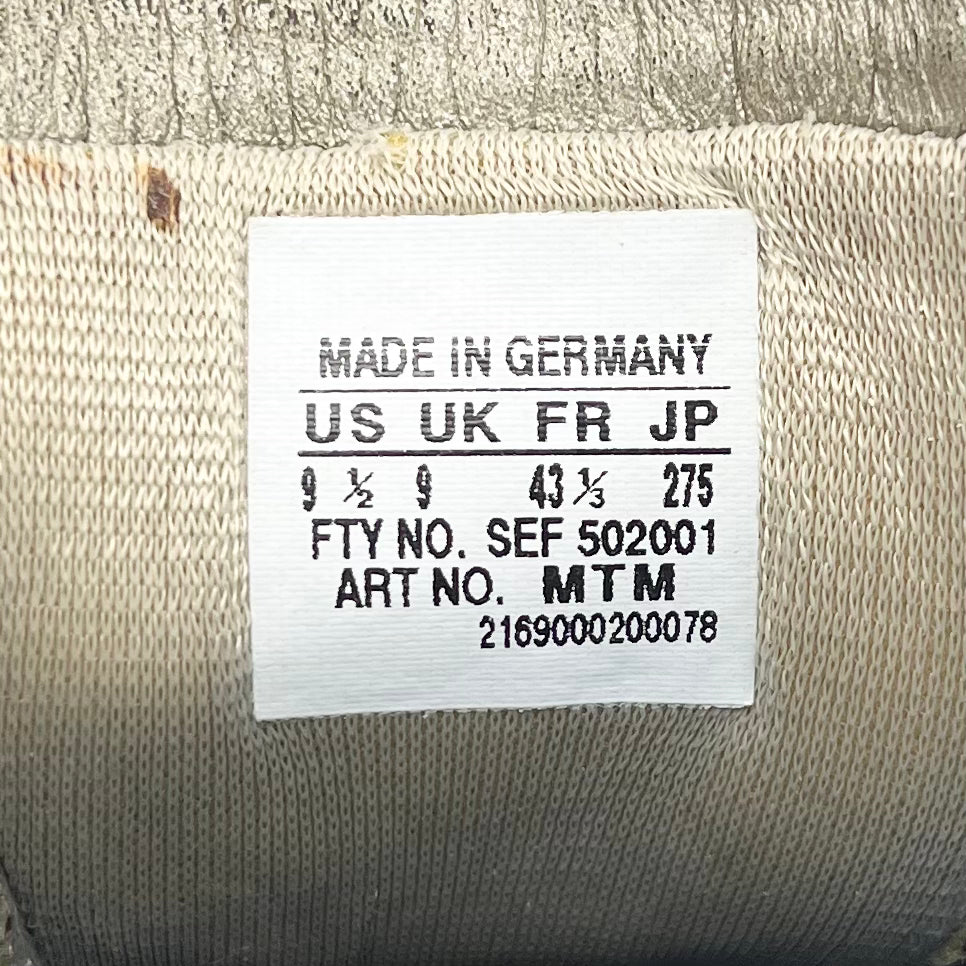 MADE IN GERMANY
US UK FR JP
9 ½ 9 43 ⅓ 275
FTY NO. SEF 502001
ART NO. MTM
2169000200078